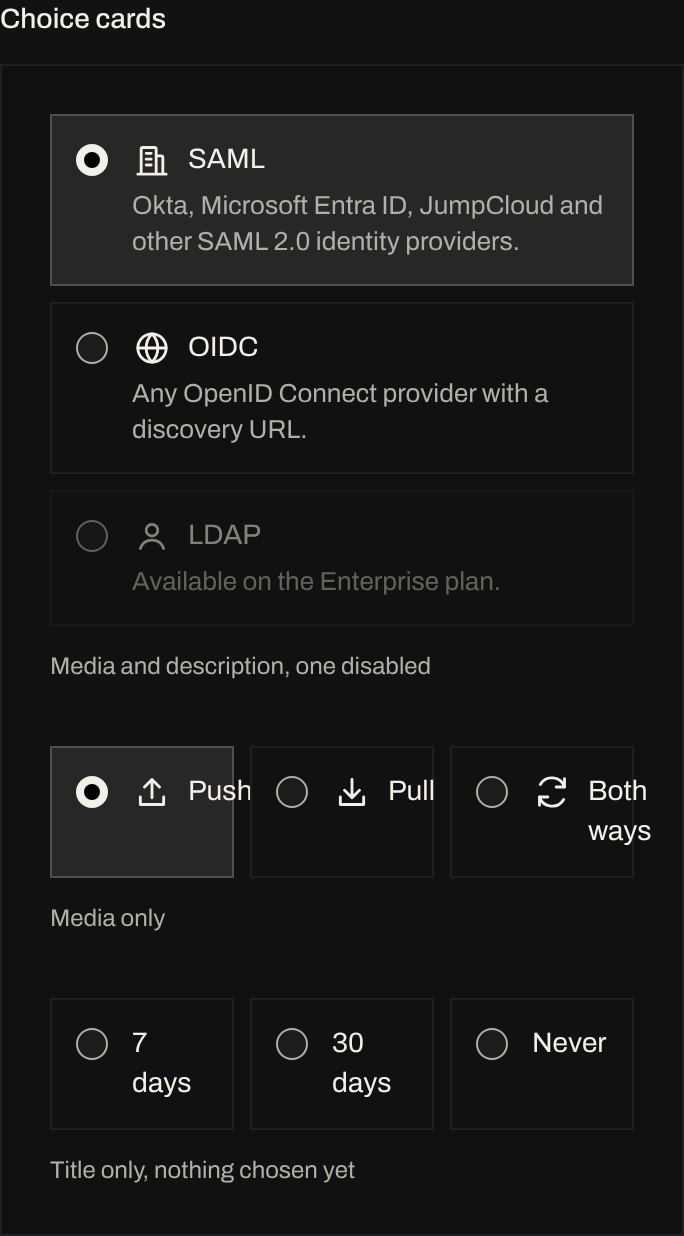 Choice cards
SAML
Okta, Microsoft Entra ID, JumpCloud and
other SAML 2.0 identity providers.
OIDC
Any OpenID Connect provider with a
discovery URL.
LDAP
Available on the Enterprise plan.
Media and description, one disabled
Push
Pull
Both
ways
Media only
7
days
30
days
Never
Title only, nothing chosen yet